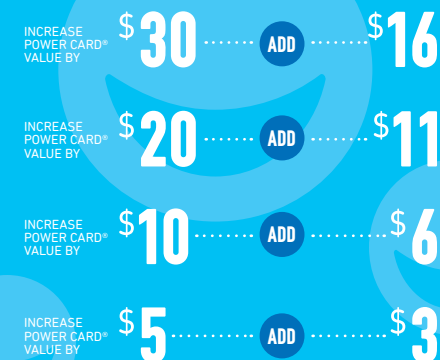 INCREASE
POWER CARD®
VALUE BY
$30 ADD $16
INCREASE
POWER CARD®
VALUE BY
$20 ADD $11
INCREASE
POWER CARD®
VALUE BY
$10 ADD $6
INCREASE
POWER CARD®
VALUE BY
$5 ADD $3